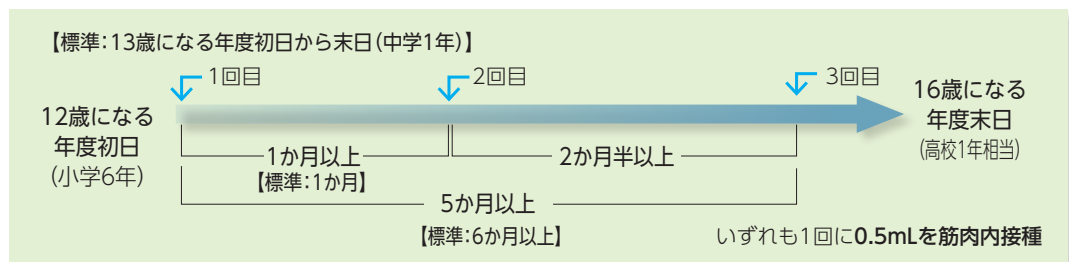 【標準:13歳になる年度初日から末日(中学1年)】
1回目
2回目
3回目
12歳になる
年度初日
(小学6年)
16歳になる
年度末日
(高校1年相当)
1か月以上
【標準:1か月】
2か月半以上
5か月以上
【標準:6か月以上】
いずれも1回に0.5mLを筋肉内接種